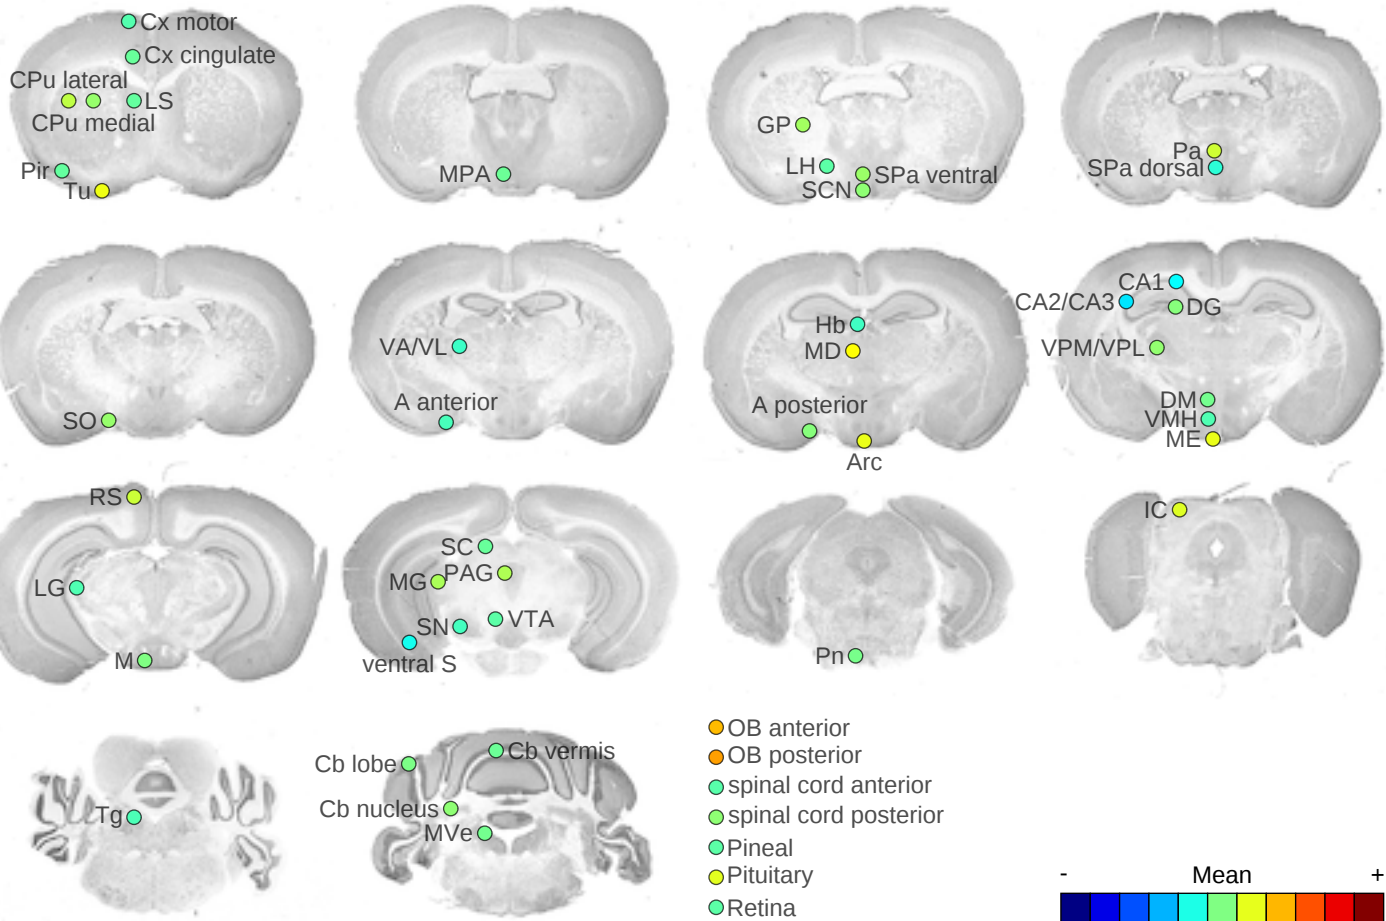 Cx motor
Cx cingulate
CPu lateral
LS
CPu medial
Pir
Tu
MPA
GP
LH
SPa ventral
SCN
Pa
SPa dorsal
SO
VA/VL
A anterior
Hb
MD
A posterior
Arc
CA1
CA2/CA3
DG
VPM/VPL
DM
VMH
ME
RS
LG
M
SC
MG
PAG
SN
VTA
ventral S
Pn
IC
Tg
Cb lobe
Cb vermis
Cb nucleus
MVe
OB anterior
OB posterior
spinal cord anterior
spinal cord posterior
Pineal
Pituitary
Retina
- Mean +